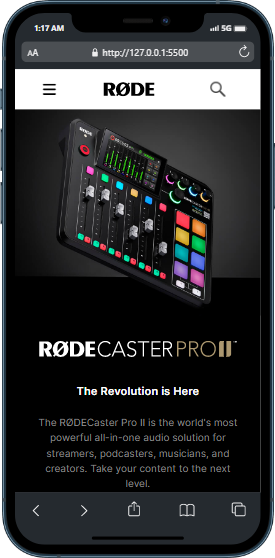 1:17 AM 5G
AA http://127.0.0.1:5500
RØDE
RØDE
RØDECASTER PRO II™
The Revolution is Here
The RØDECaster Pro II is the world's most
powerful all-in-one audio solution for
streamers, podcasters, musicians, and
creators. Take your content to the next
level.